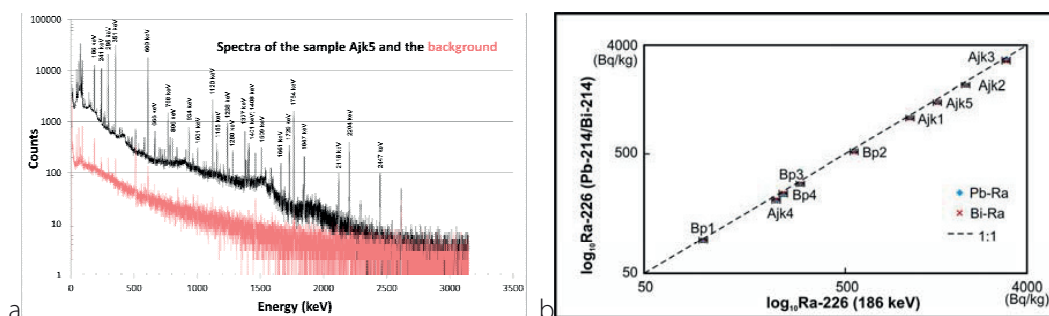 Spectra of the sample Ajk5 and the background
100000
10000
1000
100
10
1
Counts
186 keV
241 keV
295 keV
351 keV
609 keV
665 keV
768 keV
806 keV
934 keV
1001 keV
1120 keV
1155 keV
1238 keV
1280 keV
1377 keV
1401 keV
1408 keV
1509 keV
1661 keV
1729 keV
1764 keV
1847 keV
2118 keV
2204 keV
2447 keV
0
500
1000
1500
2000
2500
3000
3500
Energy (keV)
a
4000
(Bq/kg)
500
50
log₁₀Ra-226 (Pb-214/Bi-214)
Ajk3
Ajk2
Ajk5
Ajk1
Bp2
Bp3
Bp4
Ajk4
Bp1
Pb-Ra
Bi-Ra
1:1
50
500
4000
log₁₀Ra-226 (186 keV)
(Bq/kg)
b